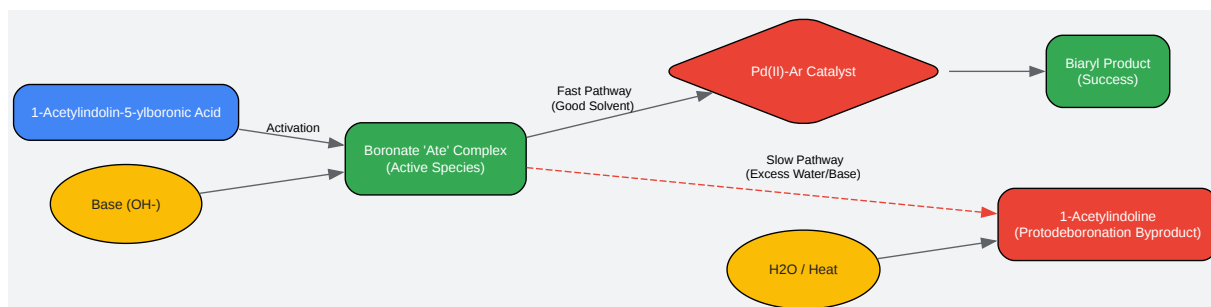 1-Acetylindolin-5-ylboronic Acid
Base (OH-)
Activation
Boronate 'Ate' Complex
(Active Species)
Fast Pathway
(Good Solvent)
Pd(II)-Ar Catalyst
Biaryl Product
(Success)
Slow Pathway
(Excess Water/Base)
H2O / Heat
1-Acetylindoline
(Protodeboronation Byproduct)